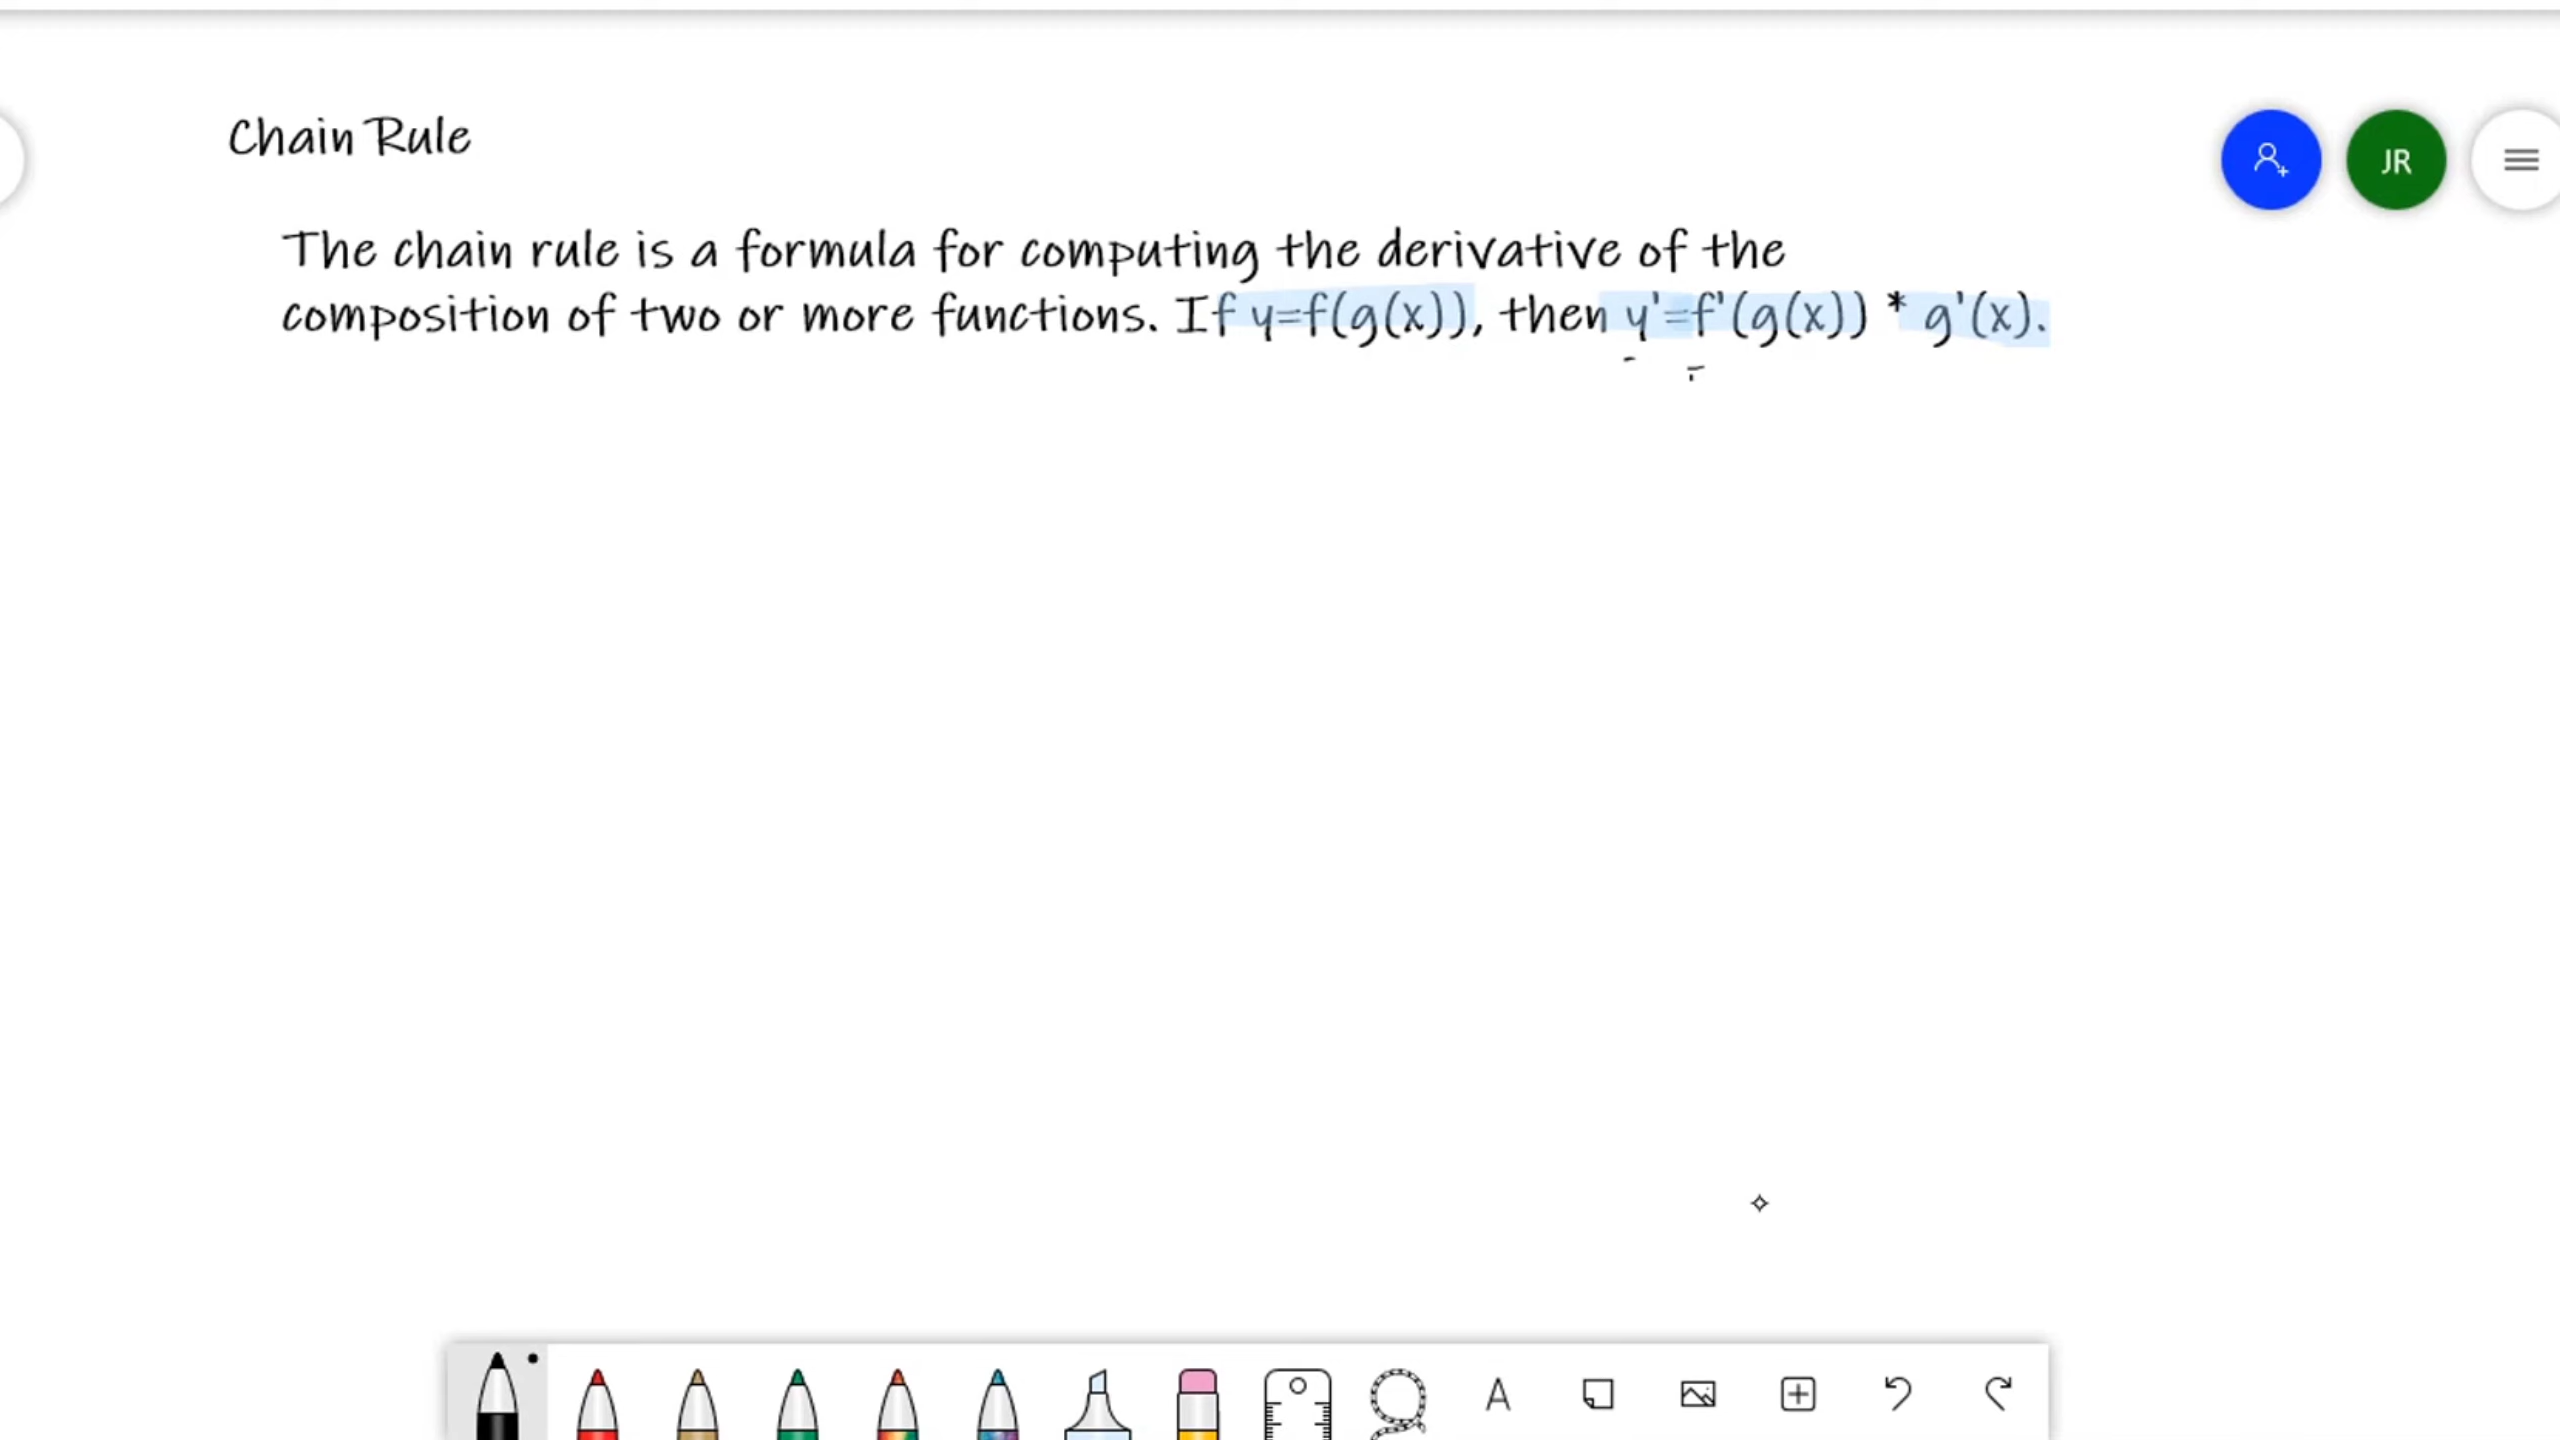 Chain Rule
JR
The chain rule is a formula for computing the derivative of the
composition of two or more functions. If y=f(g(x)), then y'=f'(g(x)) * g'(x).